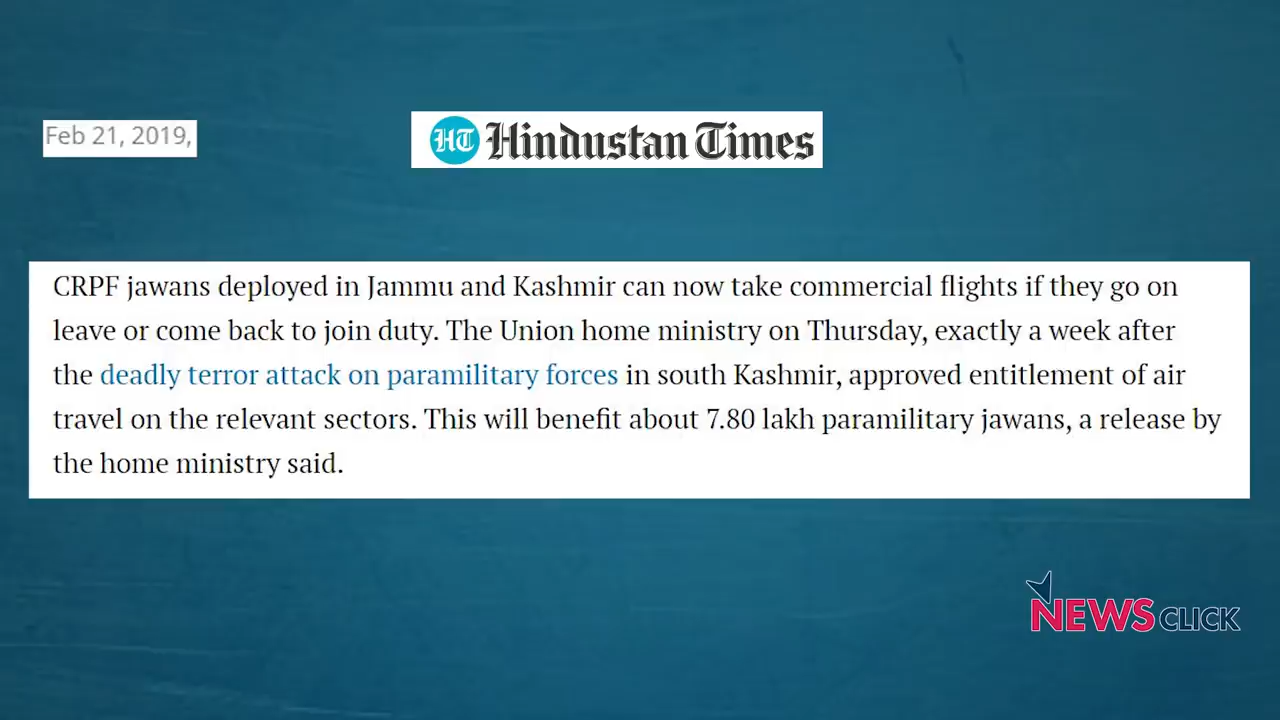 Feb 21, 2019,
HT Hindustan Times
CRPF jawans deployed in Jammu and Kashmir can now take commercial flights if they go on
leave or come back to join duty. The Union home ministry on Thursday, exactly a week after
the deadly terror attack on paramilitary forces in south Kashmir, approved entitlement of air
travel on the relevant sectors. This will benefit about 7.80 lakh paramilitary jawans, a release by
the home ministry said.
NEWSCLICK